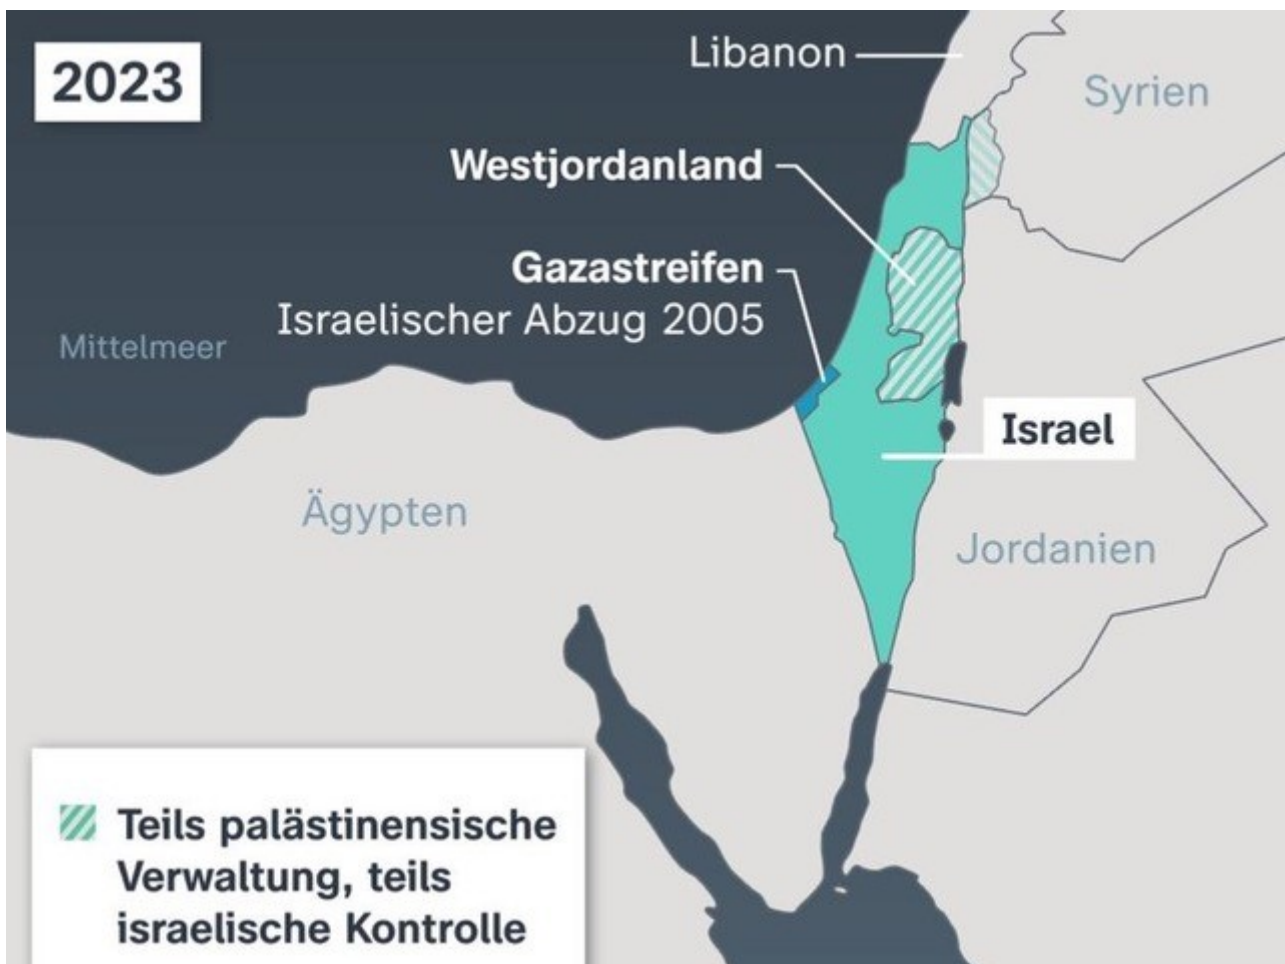 2023
Libanon
Syrien
Westjordanland
Gazastreifen
Israelischer Abzug 2005
Mittelmeer
Israel
Ägypten
Jordanien
Teils palästinensische
Verwaltung, teils
israelische Kontrolle